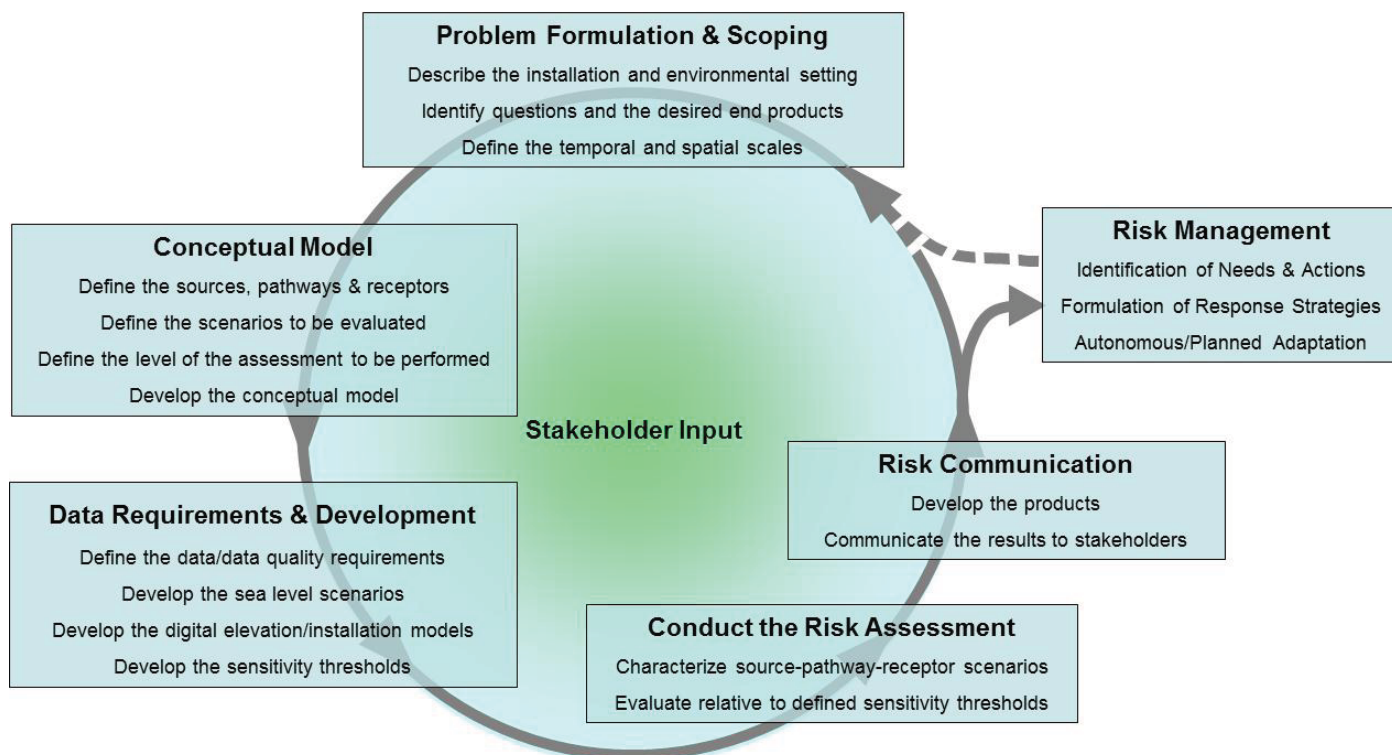 Problem Formulation & Scoping
Describe the installation and environmental setting
Identify questions and the desired end products
Define the temporal and spatial scales
Conceptual Model
Define the sources, pathways & receptors
Define the scenarios to be evaluated
Define the level of the assessment to be performed
Develop the conceptual model
Risk Management
Identification of Needs & Actions
Formulation of Response Strategies
Autonomous/Planned Adaptation
Stakeholder Input
Data Requirements & Development
Define the data/data quality requirements
Develop the sea level scenarios
Develop the digital elevation/installation models
Develop the sensitivity thresholds
Risk Communication
Develop the products
Communicate the results to stakeholders
Conduct the Risk Assessment
Characterize source-pathway-receptor scenarios
Evaluate relative to defined sensitivity thresholds